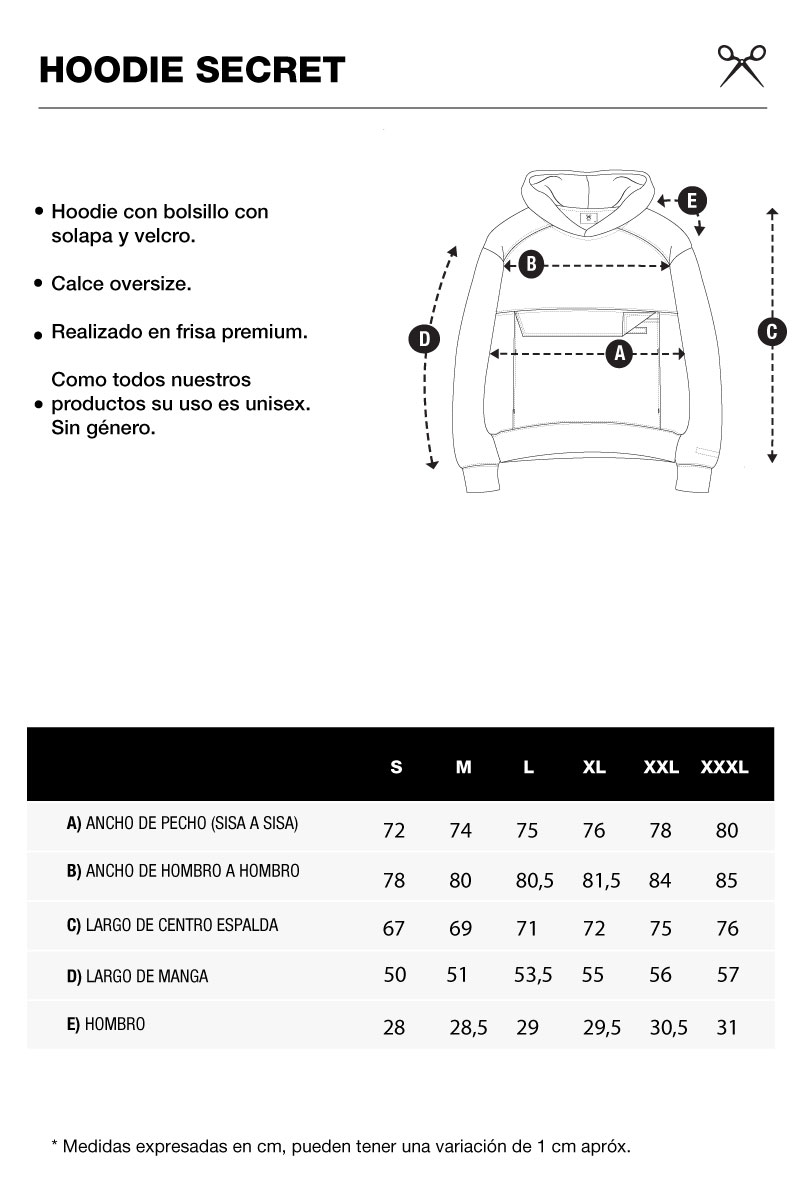 HOODIE SECRET
Hoodie con bolsillo con
solapa y velcro.
Calce oversize.
Realizado en frisa premium.
Como todos nuestros
productos su uso es unisex.
Sin género.
E
B
D
C
A
S M L XL XXL XXXL
A) ANCHO DE PECHO (SISA A SISA) 72 74 75 76 78 80
B) ANCHO DE HOMBRO A HOMBRO 78 80 80,5 81,5 84 85
C) LARGO DE CENTRO ESPALDA 67 69 71 72 75 76
D) LARGO DE MANGA 50 51 53,5 55 56 57
E) HOMBRO 28 28,5 29 29,5 30,5 31
* Medidas expresadas en cm, pueden tener una variación de 1 cm apróx.